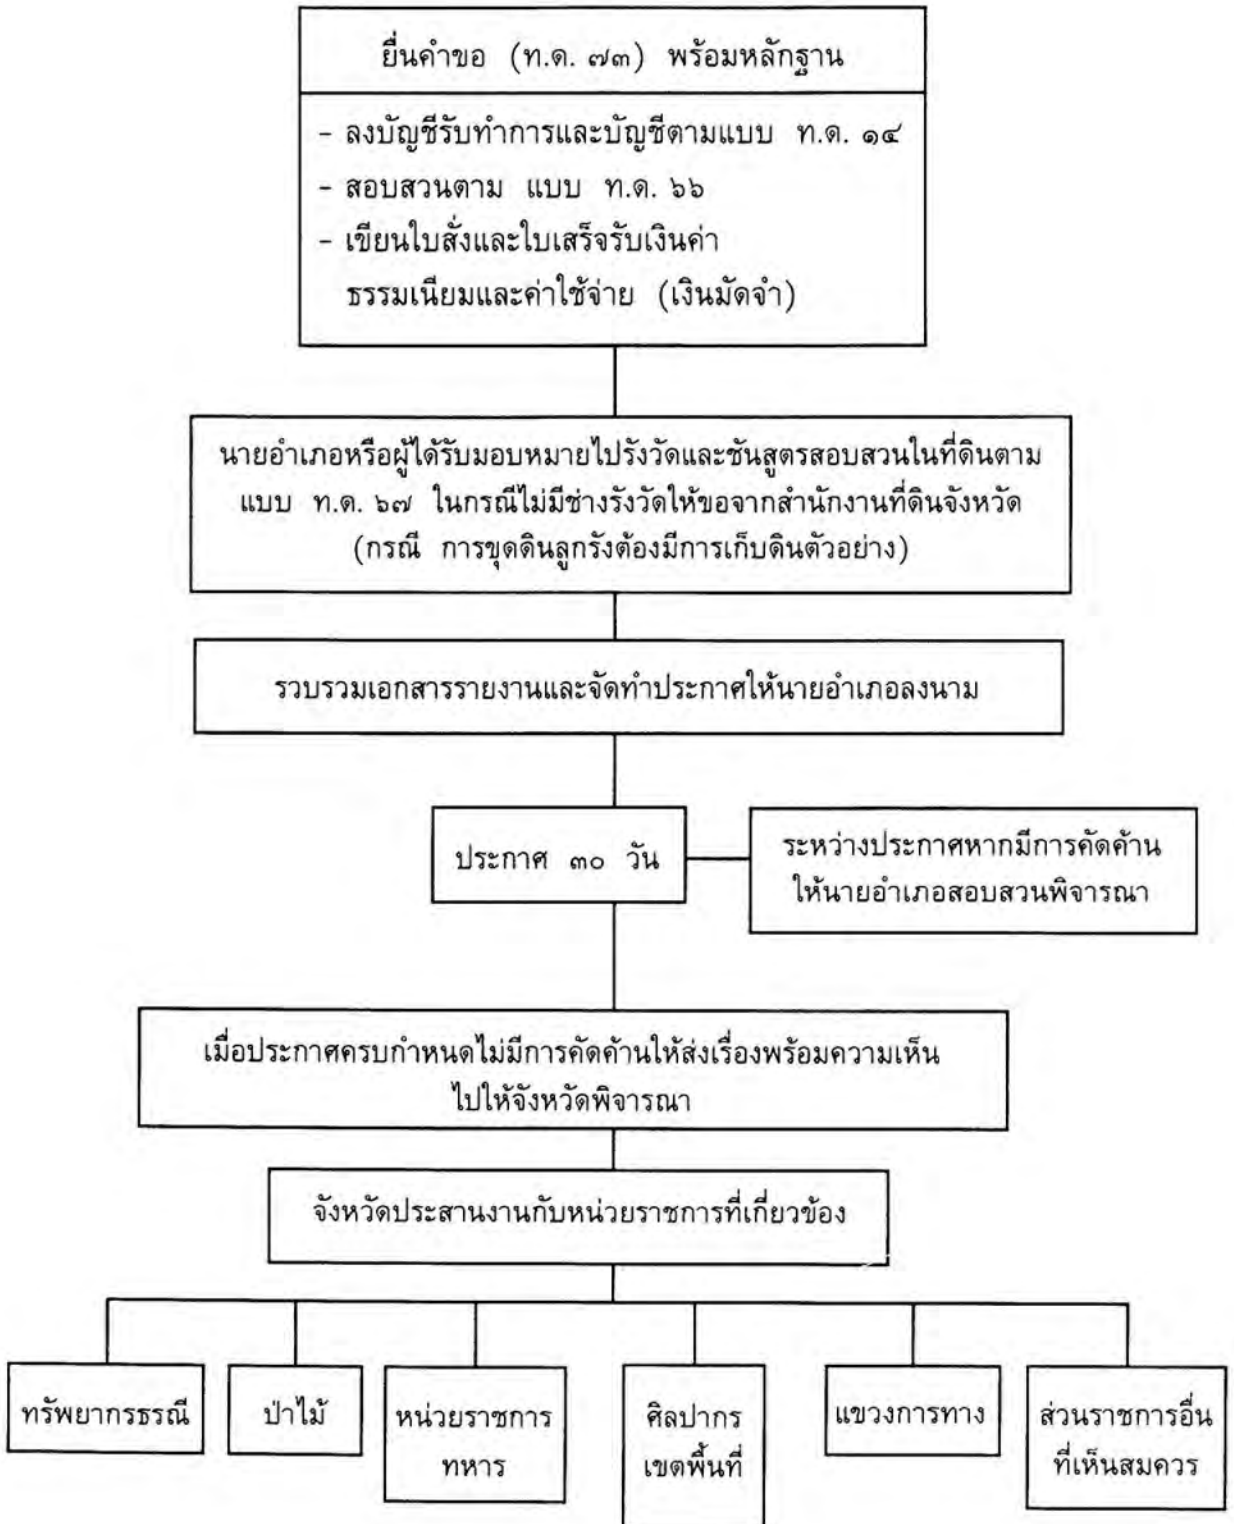 ยื่นคำขอ (ท.ด. ๗๓) พร้อมหลักฐาน
- ลงบัญชีรับทำการและบัญชีตามแบบ ท.ด. ๑๔
- สอบสวนตาม แบบ ท.ด. ๖๖
- เขียนใบสั่งและใบเสร็จรับเงินค่า
ธรรมเนียมและค่าใช้จ่าย (เงินมัดจำ)
นายอำเภอหรือผู้ได้รับมอบหมายไปรังวัดและชันสูตรสอบสวนในที่ดินตาม
แบบ ท.ด. ๖๗ ในกรณีไม่มีช่างรังวัดให้ขอจากสำนักงานที่ดินจังหวัด
(กรณี การขุดดินลูกรังต้องมีการเก็บดินตัวอย่าง)
รวบรวมเอกสารรายงานและจัดทำประกาศให้นายอำเภอลงนาม
ประกาศ ๓๐ วัน
ระหว่างประกาศหากมีการคัดค้าน
ให้นายอำเภอสอบสวนพิจารณา
เมื่อประกาศครบกำหนดไม่มีการคัดค้านให้ส่งเรื่องพร้อมความเห็น
ไปให้จังหวัดพิจารณา
จังหวัดประสานงานกับหน่วยราชการที่เกี่ยวข้อง
ทรัพยากรธรณี
ป่าไม้
หน่วยราชการ
ทหาร
ศิลปากร
เขตพื้นที่
แขวงการทาง
ส่วนราชการอื่น
ที่เห็นสมควร